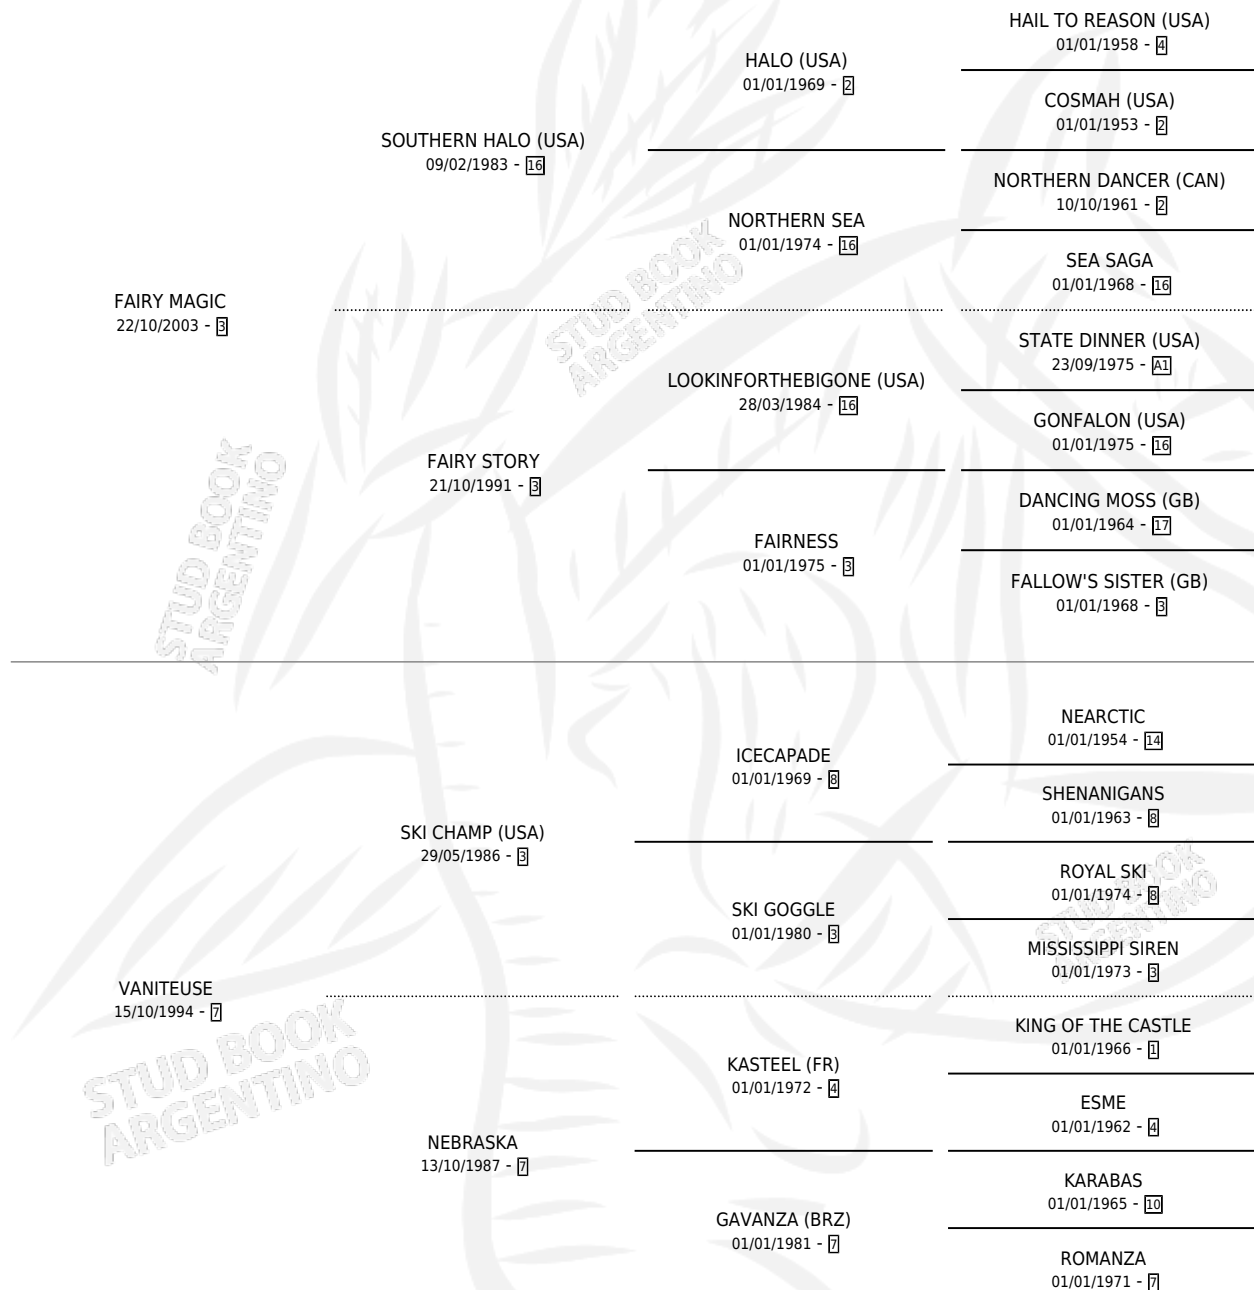 HAIL TO REASON (USA)
01/01/1958 - 4
HALO (USA)
01/01/1969 - 2
COSMAH (USA)
01/01/1953 - 2
SOUTHERN HALO (USA)
09/02/1983 - 16
NORTHERN DANCER (CAN)
10/10/1961 - 2
NORTHERN SEA
01/01/1974 - 16
SEA SAGA
01/01/1968 - 16
FAIRY MAGIC
22/10/2003 - 3
STATE DINNER (USA)
23/09/1975 - A1
LOOKINFORTHEBIGONE (USA)
28/03/1984 - 16
GONFALON (USA)
01/01/1975 - 16
FAIRY STORY
21/10/1991 - 3
DANCING MOSS (GB)
01/01/1964 - 17
FAIRNESS
01/01/1975 - 3
FALLOW'S SISTER (GB)
01/01/1968 - 3
NEARCTIC
01/01/1954 - 14
ICECAPADE
01/01/1969 - 8
SHENANIGANS
01/01/1963 - 8
SKI CHAMP (USA)
29/05/1986 - 3
ROYAL SKI
01/01/1974 - 8
SKI GOGGLE
01/01/1980 - 3
MISSISSIPPI SIREN
01/01/1973 - 3
VANITEUSE
15/10/1994 - 7
KING OF THE CASTLE
01/01/1966 - 1
KASTEEL (FR)
01/01/1972 - 4
ESME
01/01/1962 - 4
NEBRASKA
13/10/1987 - 7
KARABAS
01/01/1965 - 10
GAVANZA (BRZ)
01/01/1981 - 7
ROMANZA
01/01/1971 - 7
STUD BOOK
ARGENTINO
STUD BOOK
ARGENTINO
STUD BOOK
ARGENTINO
STUD BOOK
ARGENTINO